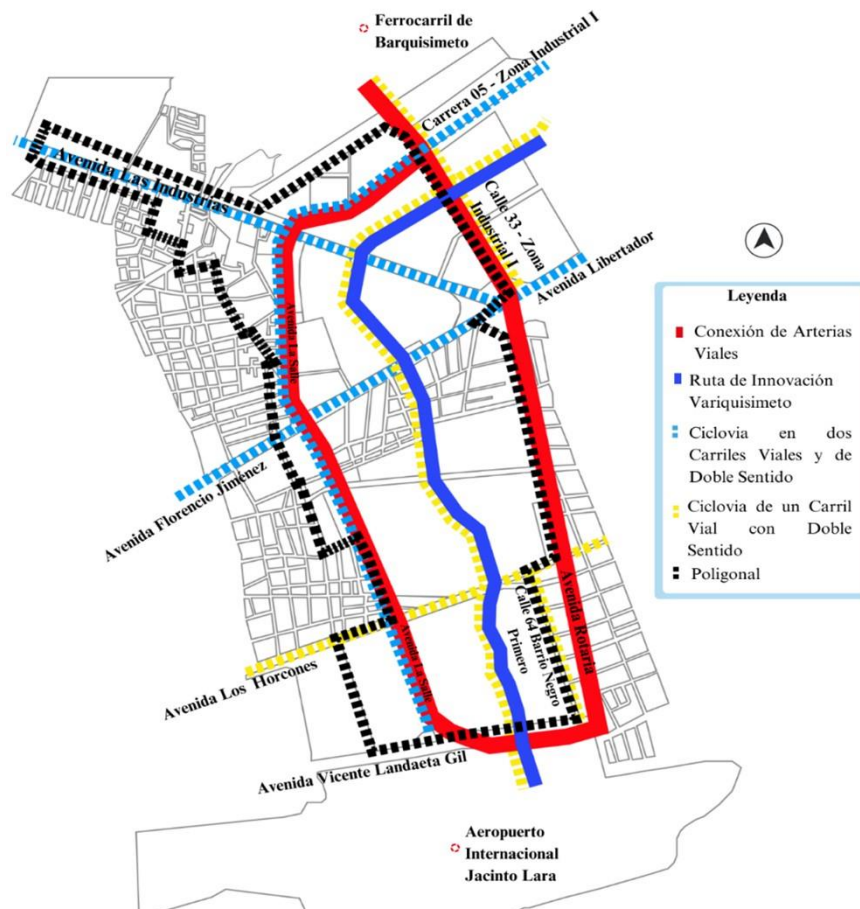 Ferrocarril de
Barquisimeto
Carrera 05 - Zona Industrial I
Avenida Las Industrias
Calle 33 - Zona
Industrial I
Avenida Libertador
Avenida La Salle
Avenida Florencio Jiménez
Avenida Los Horcones
Avenida La Salle
Calle 64 Barrio Negro
Primero
Avenida Rotaria
Avenida Vicente Landaeta Gil
Aeropuerto
Internacional
Jacinto Lara
Leyenda
Conexión de Arterias
Viales
Ruta de Innovación
Variquisimeto
Ciclovia en dos
Carriles Viales y de
Doble Sentido
Ciclovia de un Carril
Vial con Doble
Sentido
Poligonal